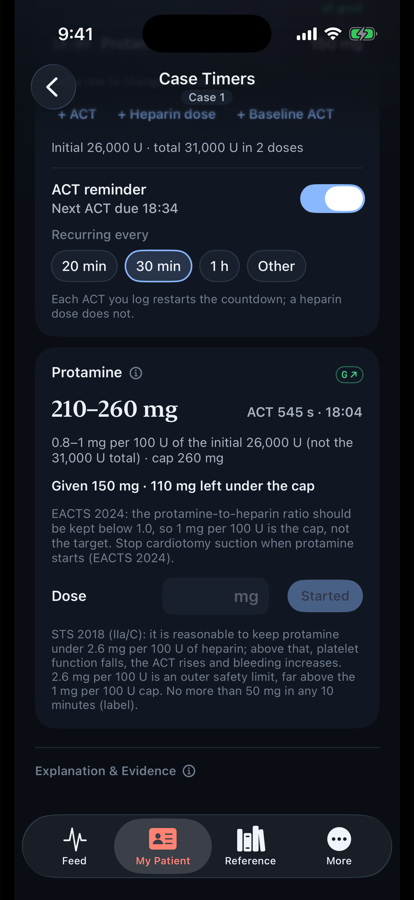 9:41
Case Timers
Case 1
+ ACT + Heparin dose + Baseline ACT
Initial 26,000 U · total 31,000 U in 2 doses
ACT reminder
Next ACT due 18:34
Recurring every
20 min 30 min 1 h Other
Each ACT you log restarts the countdown; a heparin
dose does not.
Protamine
G↗
210–260 mg ACT 545 s · 18:04
0.8–1 mg per 100 U of the initial 26,000 U (not the
31,000 U total) · cap 260 mg
Given 150 mg · 110 mg left under the cap
EACTS 2024: the protamine-to-heparin ratio should
be kept below 1.0, so 1 mg per 100 U is the cap, not
the target. Stop cardiotomy suction when protamine
starts (EACTS 2024).
Dose mg Started
STS 2018 (IIa/C): it is reasonable to keep protamine
under 2.6 mg per 100 U of heparin; above that, platelet
function falls, the ACT rises and bleeding increases.
2.6 mg per 100 U is an outer safety limit, far above the
1 mg per 100 U cap. No more than 50 mg in any 10
minutes (label).
Explanation & Evidence
Feed My Patient Reference More